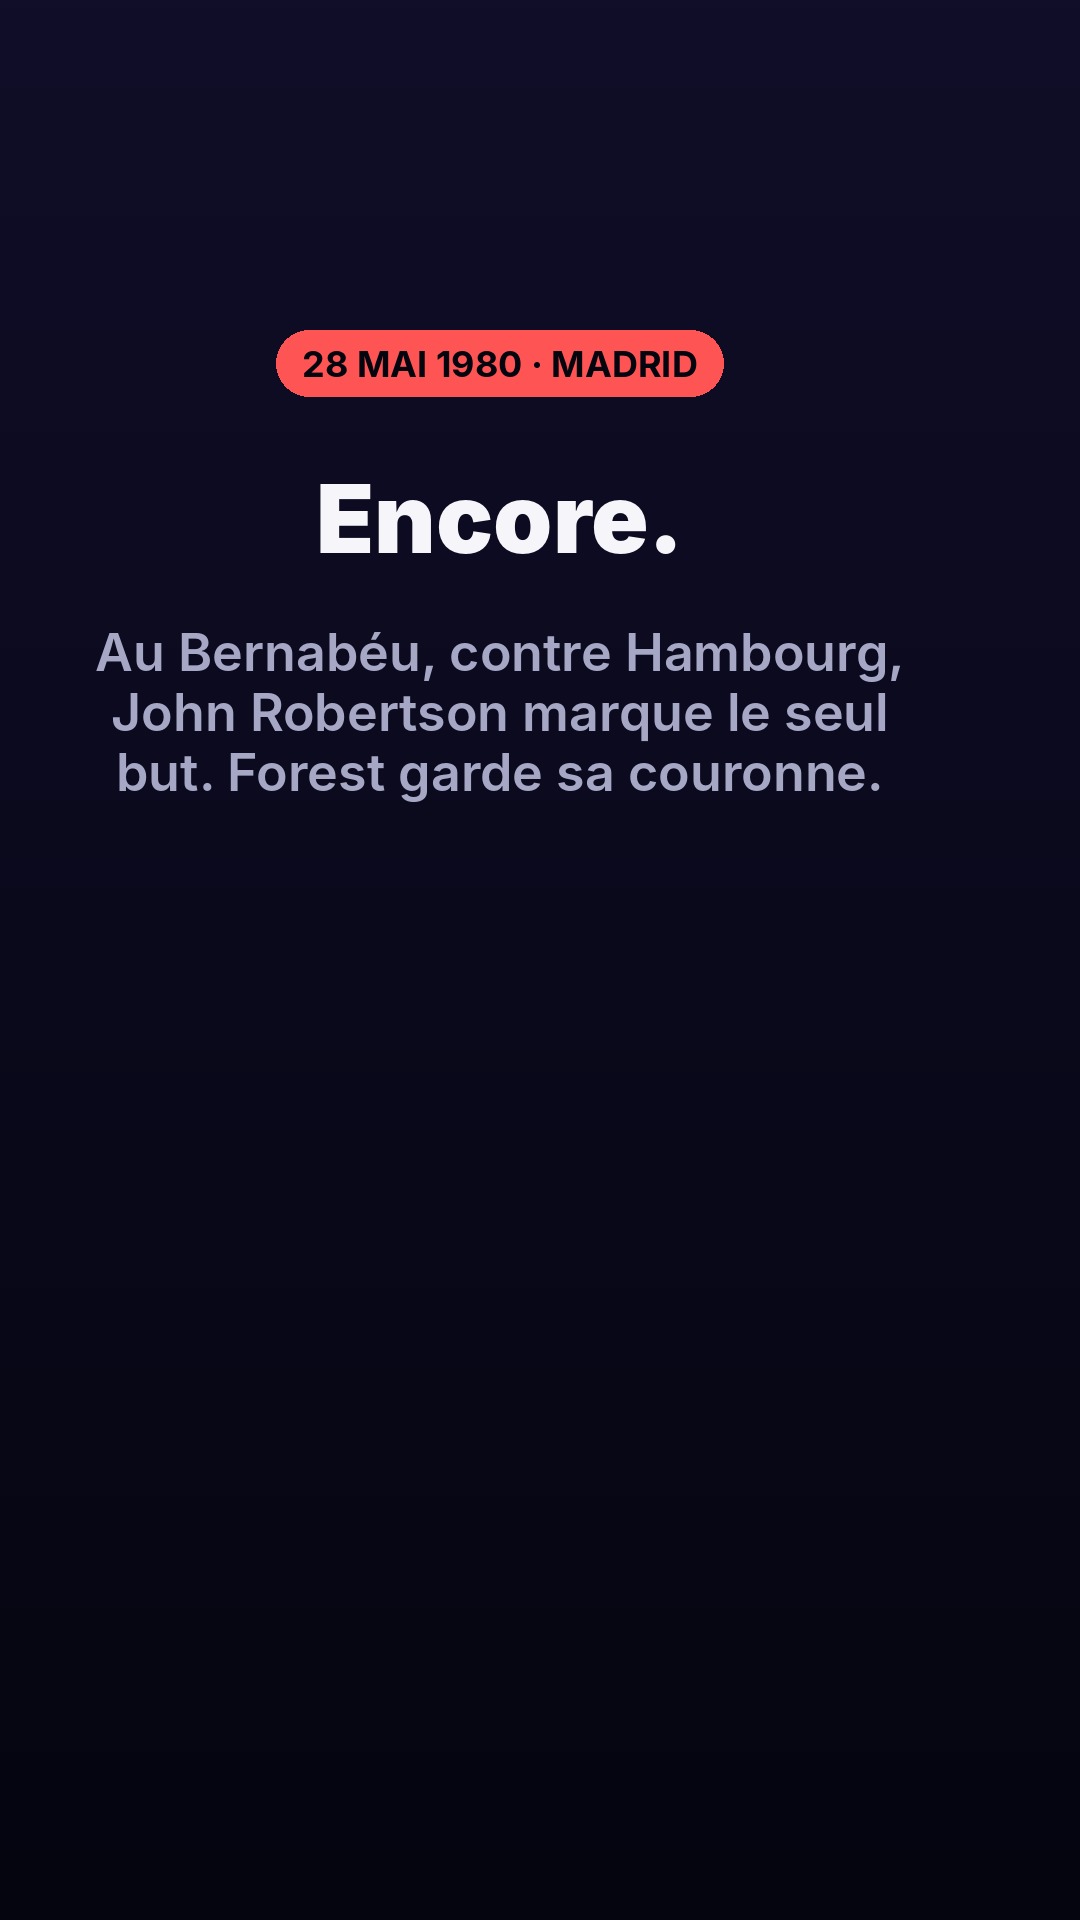 28 MAI 1980 · MADRID
Encore.
Au Bernabéu, contre Hambourg,
John Robertson marque le seul
but. Forest garde sa couronne.